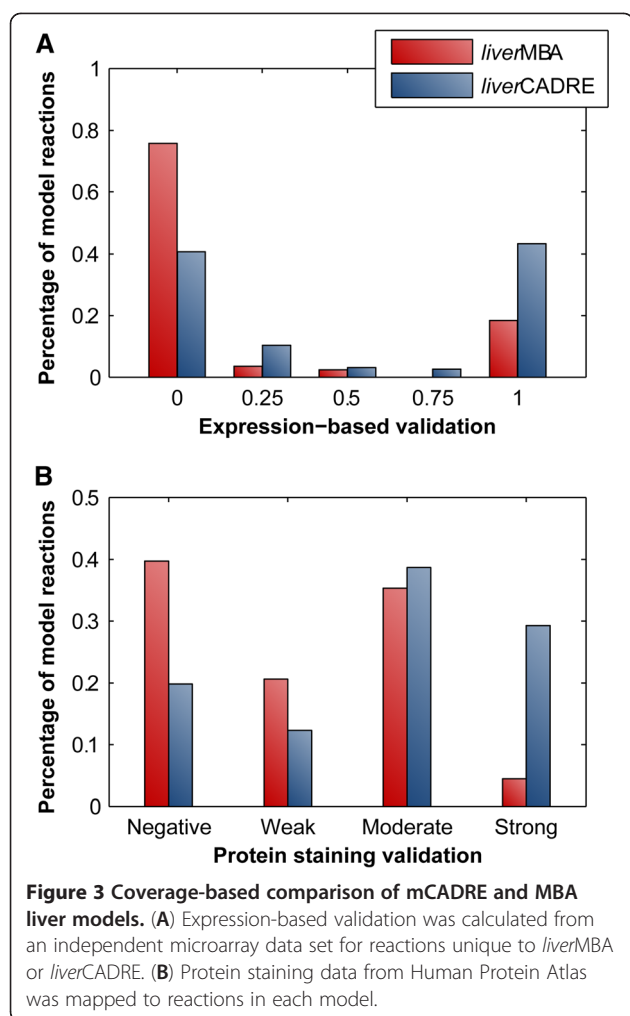 A
liverMBA
liverCADRE
Percentage of model reactions
1
0.8
0.6
0.4
0.2
0
0 0.25 0.5 0.75 1
Expression−based validation
B
Percentage of model reactions
0.5
0.4
0.3
0.2
0.1
0
Negative Weak Moderate Strong
Protein staining validation
Figure 3 Coverage-based comparison of mCADRE and MBA
liver models. (A) Expression-based validation was calculated from
an independent microarray data set for reactions unique to liverMBA
or liverCADRE. (B) Protein staining data from Human Protein Atlas
was mapped to reactions in each model.